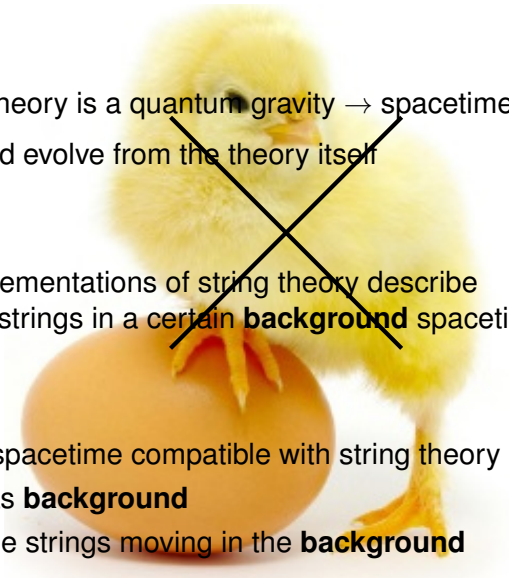 heory is a quantum gravity → spacetime
d evolve from the theory itself
ementations of string theory describe
strings in a certain background spaceti
spacetime compatible with string theory
s background
e strings moving in the background